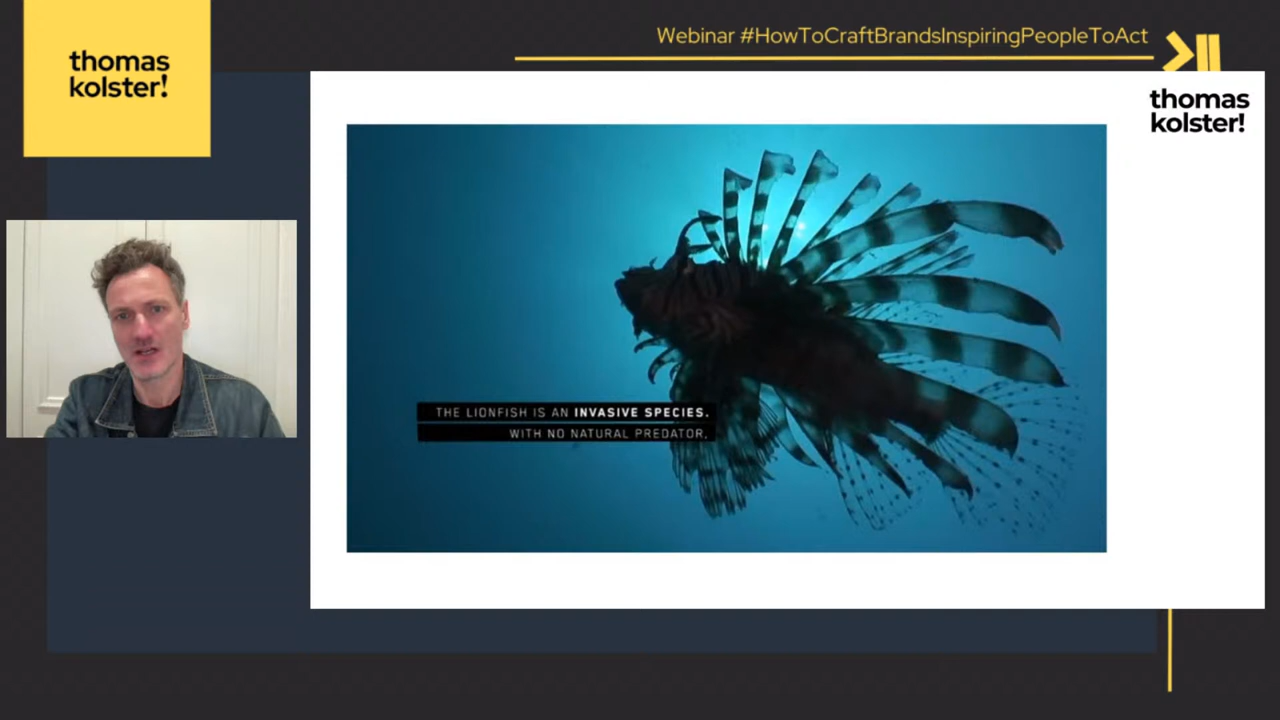 thomas
kolster!
Webinar #HowToCraftBrandsInspiringPeopleToAct
thomas
kolster!
THE LIONFISH IS AN INVASIVE SPECIES.
WITH NO NATURAL PREDATOR,